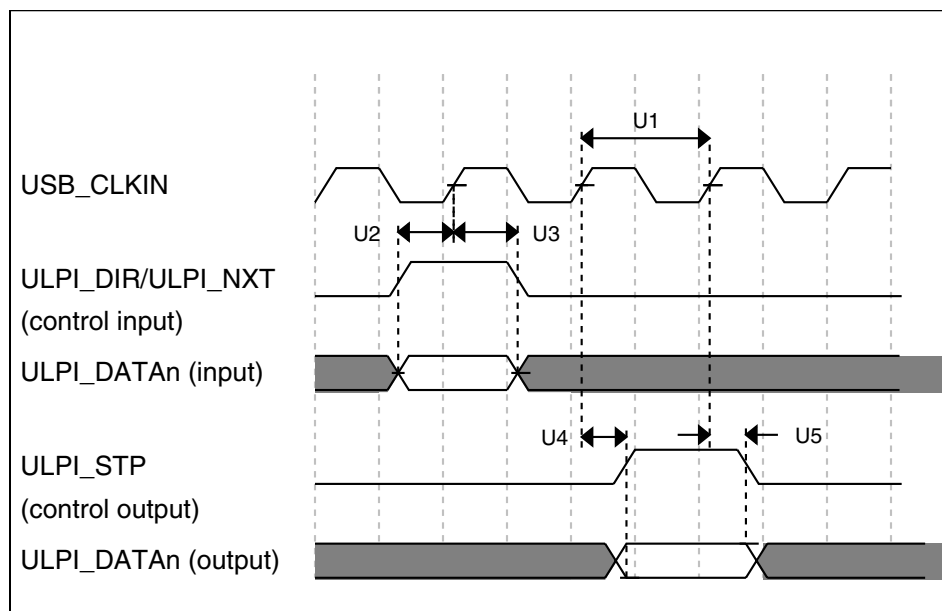 U1
USB_CLKIN
U2
U3
ULPI_DIR/ULPI_NXT
(control input)
ULPI_DATAn (input)
U4
U5
ULPI_STP
(control output)
ULPI_DATAn (output)